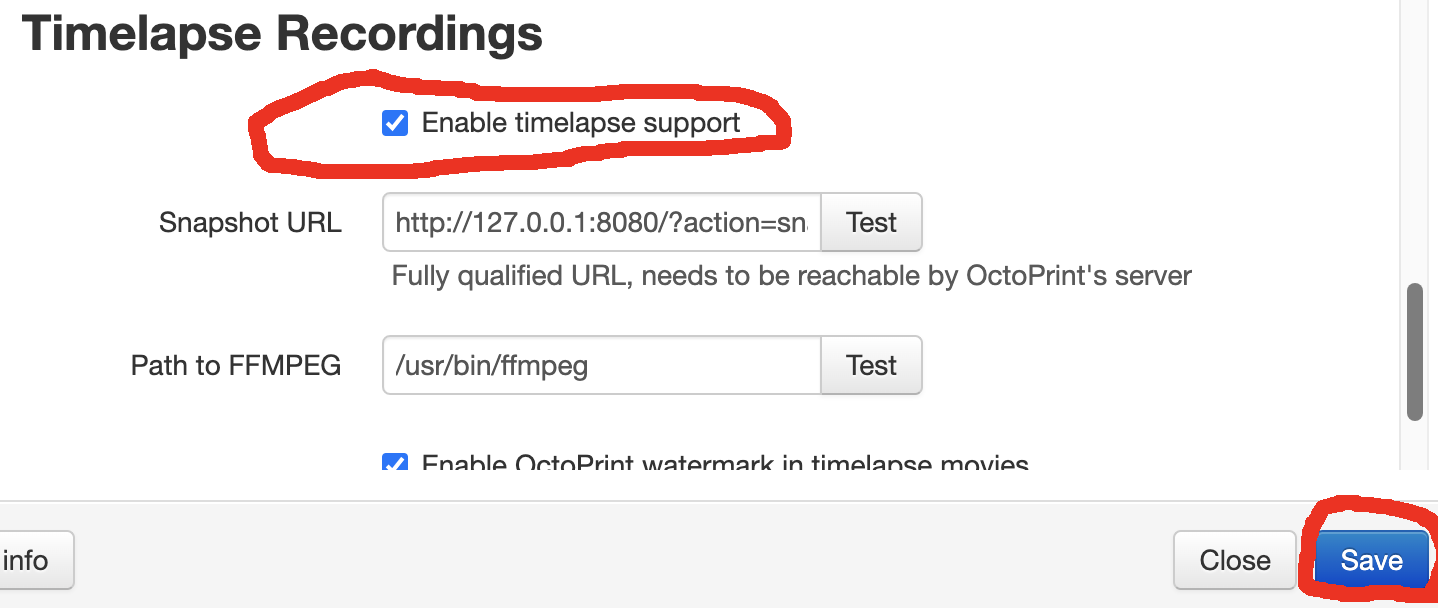 Timelapse Recordings
Enable timelapse support
Snapshot URL http://127.0.0.1:8080/?action=sn Test
Fully qualified URL, needs to be reachable by OctoPrint's server
Path to FFMPEG /usr/bin/ffmpeg Test
Enable OctoPrint watermark in timelapse movies
info Close Save